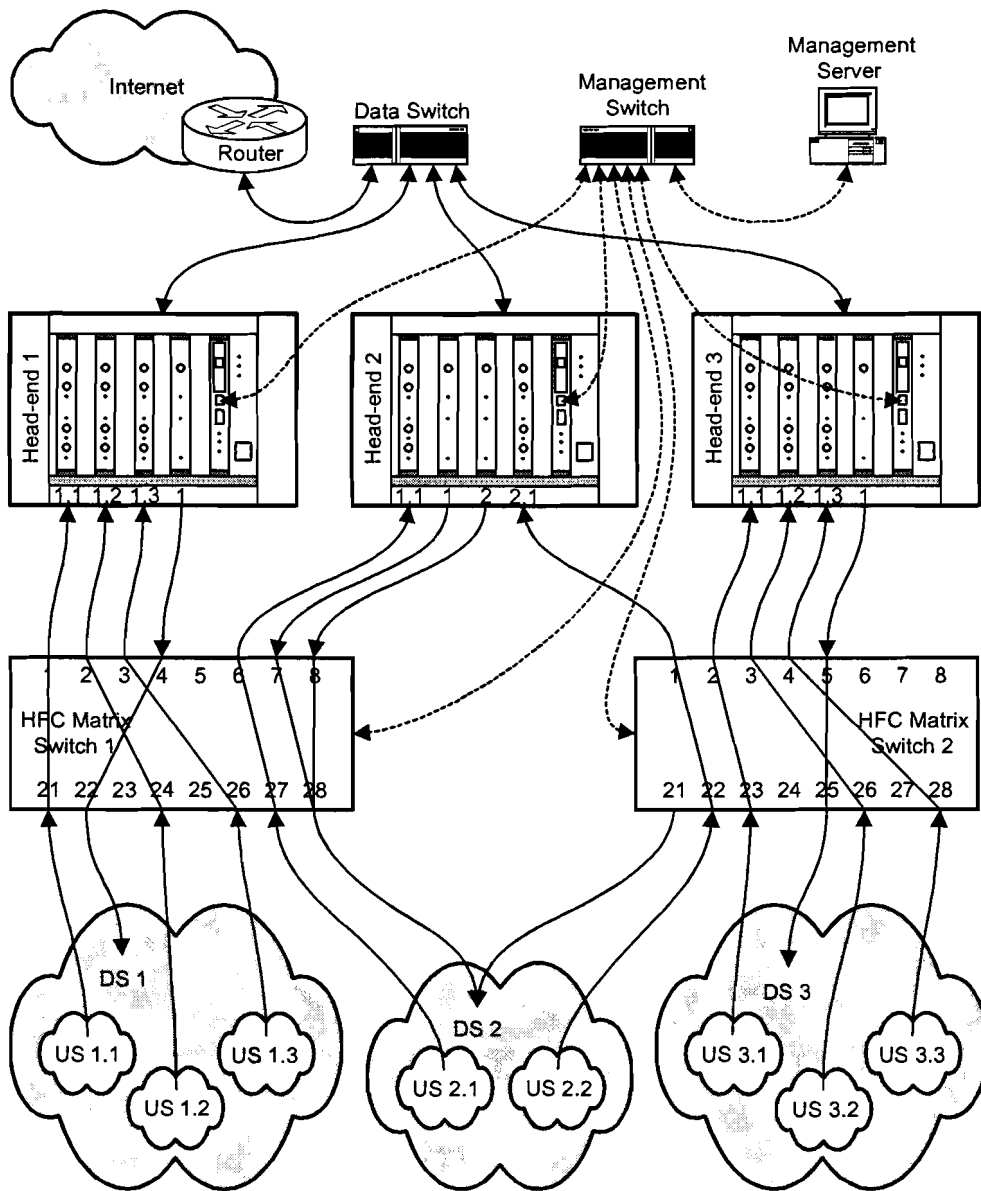 Internet
Router
Data Switch
Management
Switch
Management
Server
Head-end 1
1.1 1.2 1.3 1
Head-end 2
1.1 1 2 2.1
Head-end 3
1.1 1.2 1.3 1
1 2 3 4 5 6 7 8
HFC Matrix
Switch 1
21 22 23 24 25 26 27 28
1 2 3 4 5 6 7 8
HFC Matrix
Switch 2
21 22 23 24 25 26 27 28
DS 1
US 1.1
US 1.2
US 1.3
DS 2
US 2.1
US 2.2
DS 3
US 3.1
US 3.2
US 3.3